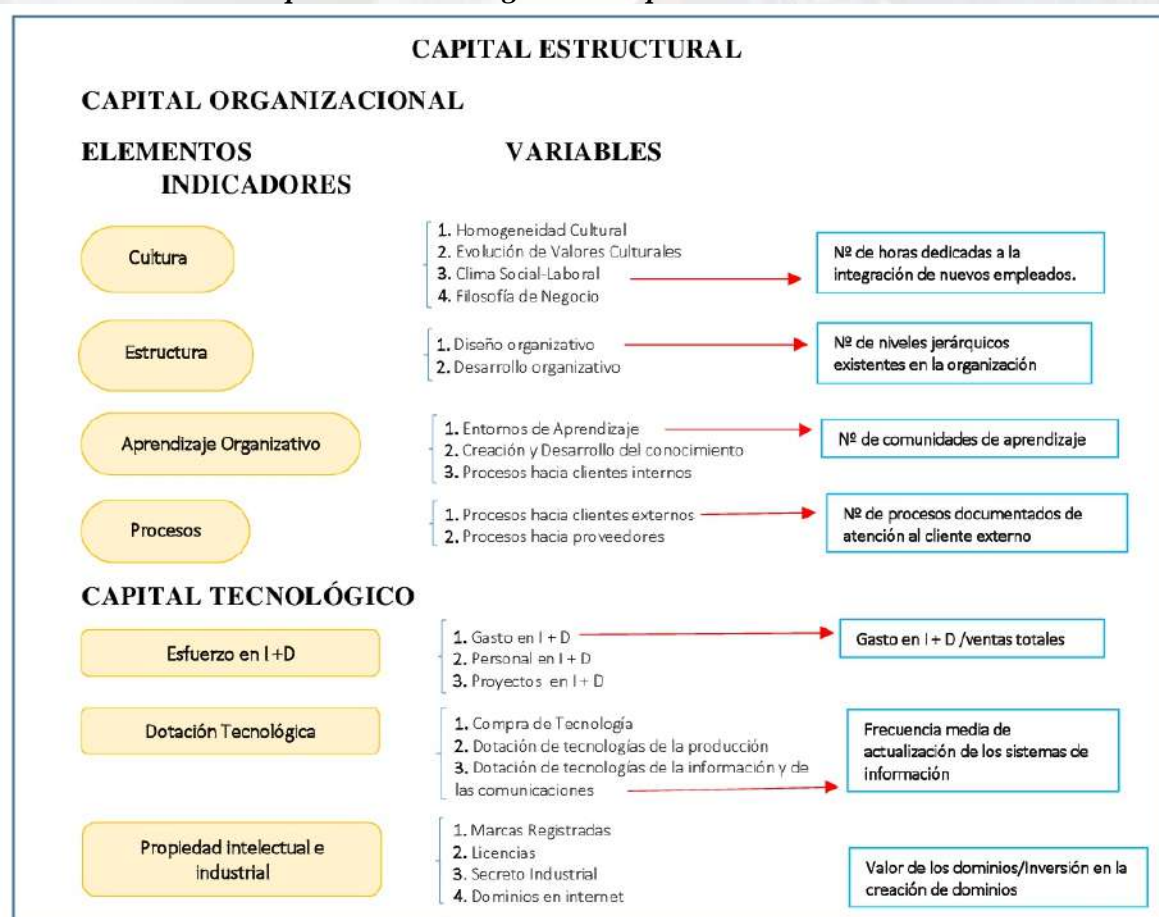 CAPITAL ESTRUCTURAL
CAPITAL ORGANIZACIONAL
ELEMENTOS VARIABLES
INDICADORES
Cultura
1. Homogeneidad Cultural
2. Evolución de Valores Culturales
3. Clima Social-Laboral
4. Filosofía de Negocio
Nº de horas dedicadas a la
integración de nuevos empleados.
Estructura
1. Diseño organizativo
2. Desarrollo organizativo
Nº de niveles jerárquicos
existentes en la organización
Aprendizaje Organizativo
1. Entornos de Aprendizaje
2. Creación y Desarrollo del conocimiento
3. Procesos hacia clientes internos
Nº de comunidades de aprendizaje
Procesos
1. Procesos hacia clientes externos
2. Procesos hacia proveedores
Nº de procesos documentados de
atención al cliente externo
CAPITAL TECNOLÓGICO
Esfuerzo en I +D
1. Gasto en I + D
2. Personal en I + D
3. Proyectos en I + D
Gasto en I + D /ventas totales
Dotación Tecnológica
1. Compra de Tecnología
2. Dotación de tecnologías de la producción
3. Dotación de tecnologías de la información y de
las comunicaciones
Frecuencia media de
actualización de los sistemas de
información
Propiedad intelectual e
industrial
1. Marcas Registradas
2. Licencias
3. Secreto Industrial
4. Dominios en internet
Valor de los dominios/Inversión en la
creación de dominios